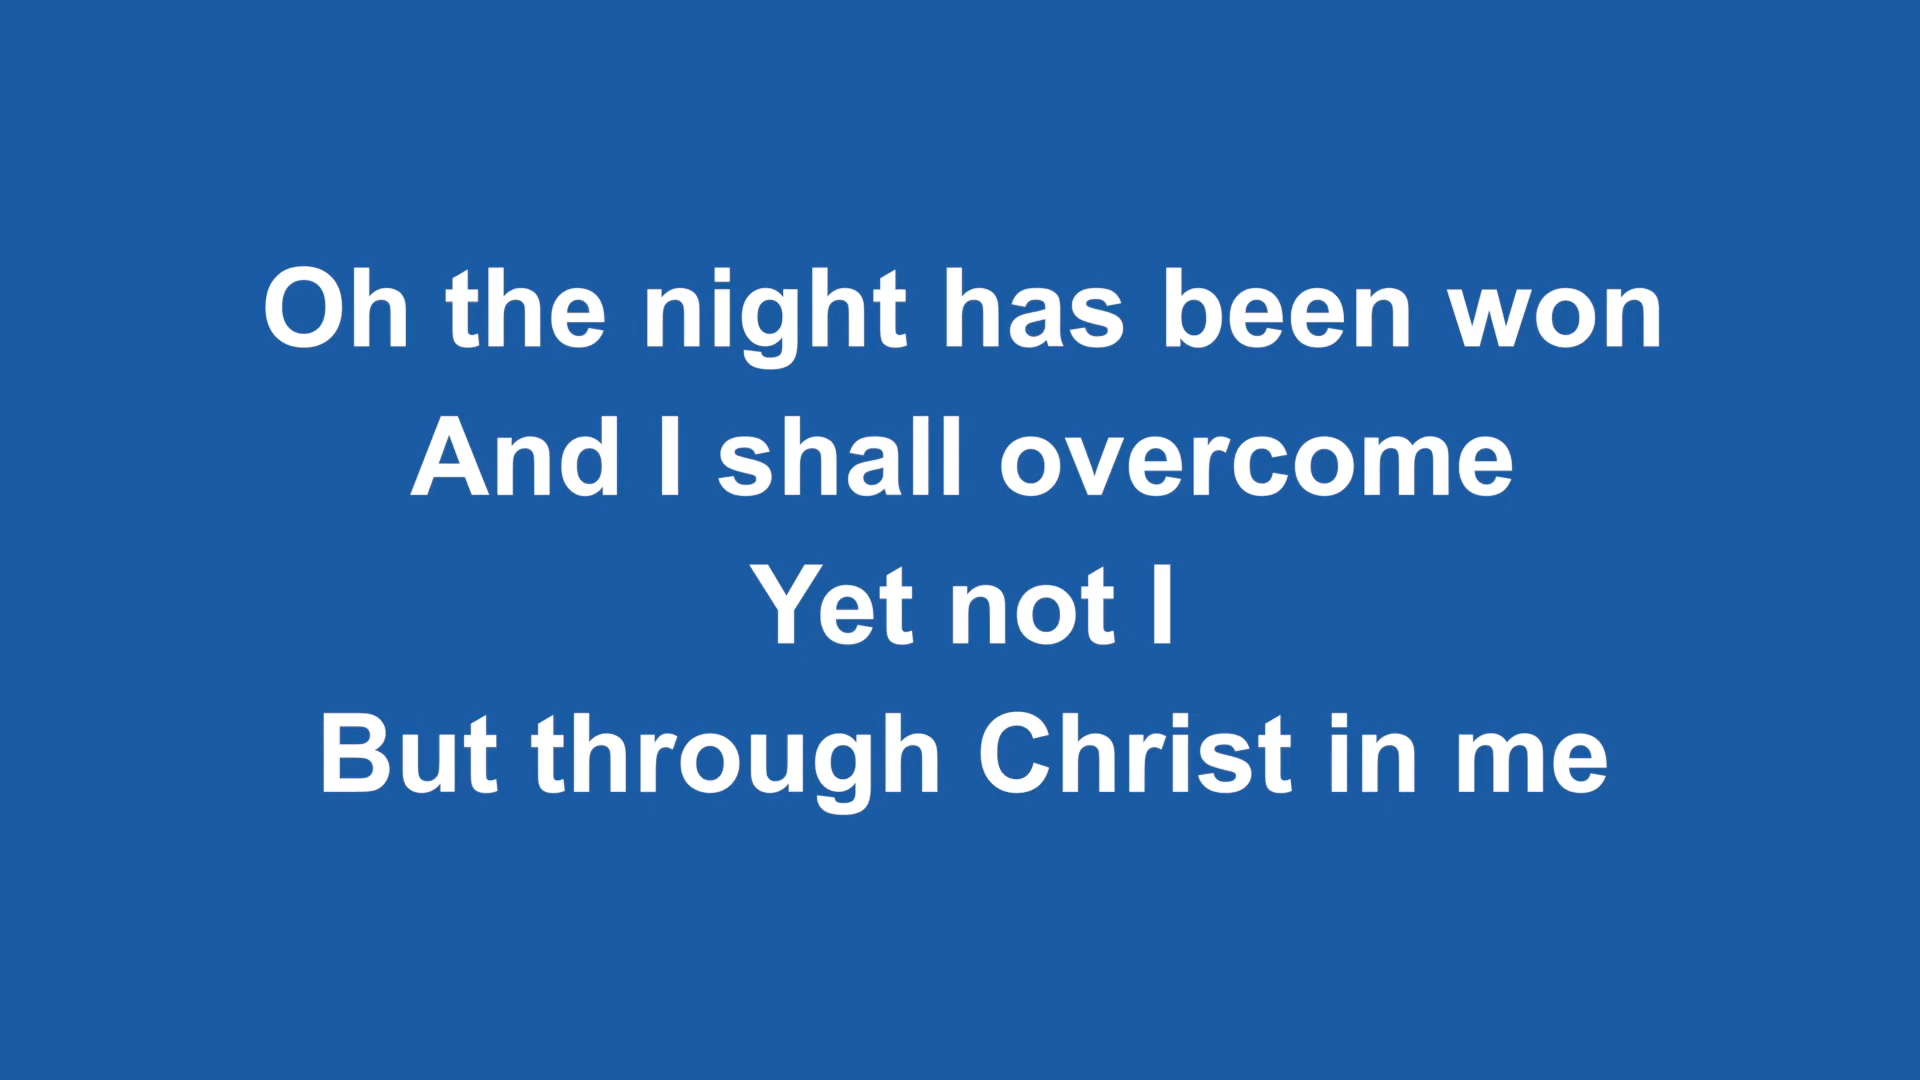 Oh the night has been won
And I shall overcome
Yet not I
But through Christ in me